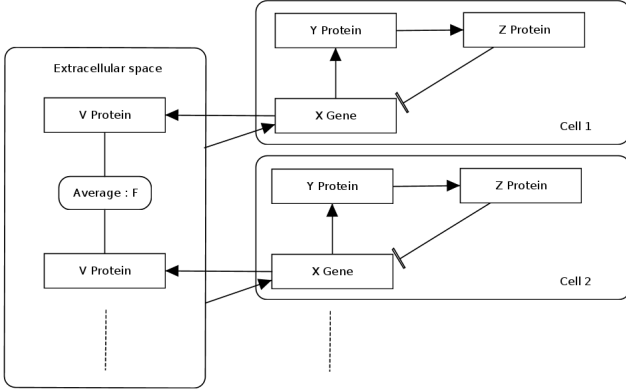 Extracellular space
V Protein
Average : F
V Protein
Y Protein
Z Protein
X Gene
Cell 1
Y Protein
Z Protein
X Gene
Cell 2